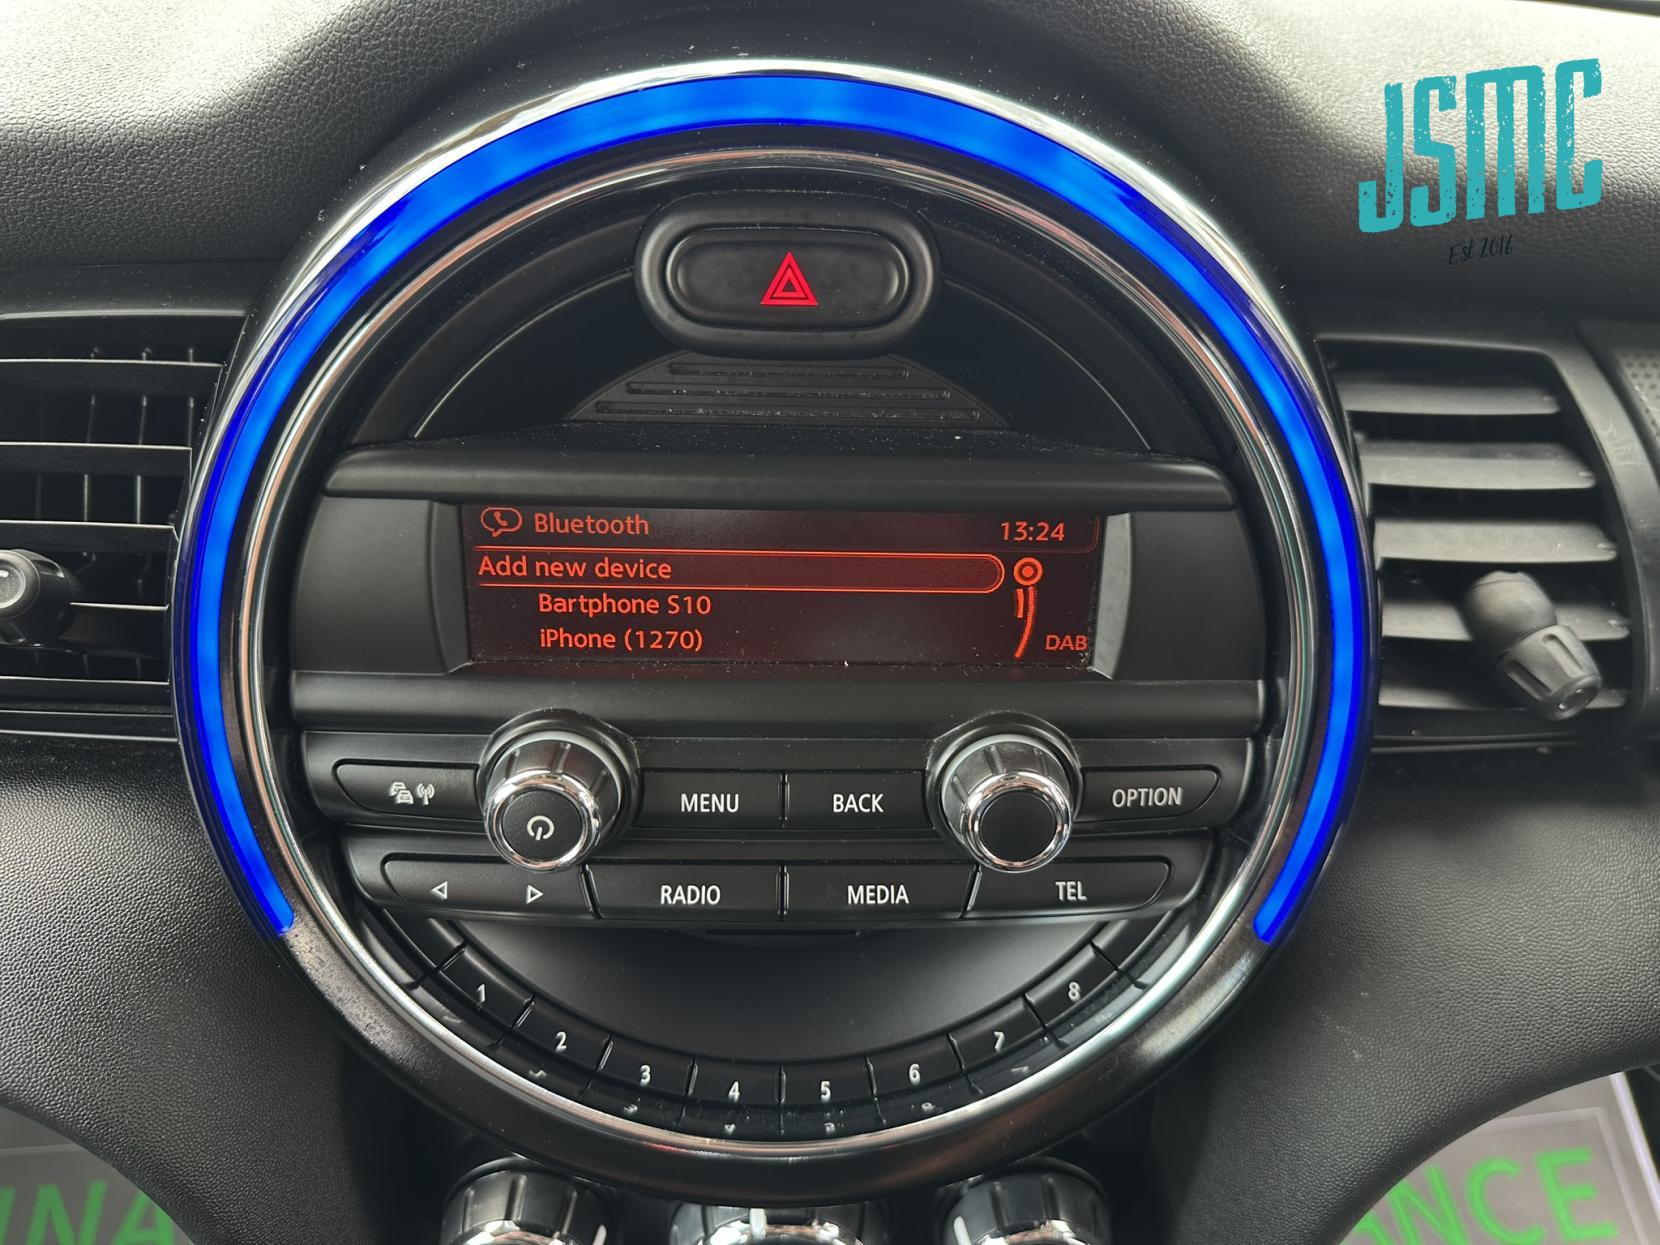 JSMC
Est 2016
Bluetooth
13:24
Add new device
Bartphone S10
iPhone (1270)
DAB
MENU
BACK
OPTION
RADIO
MEDIA
TEL
1
2
3
4
5
6
7
8